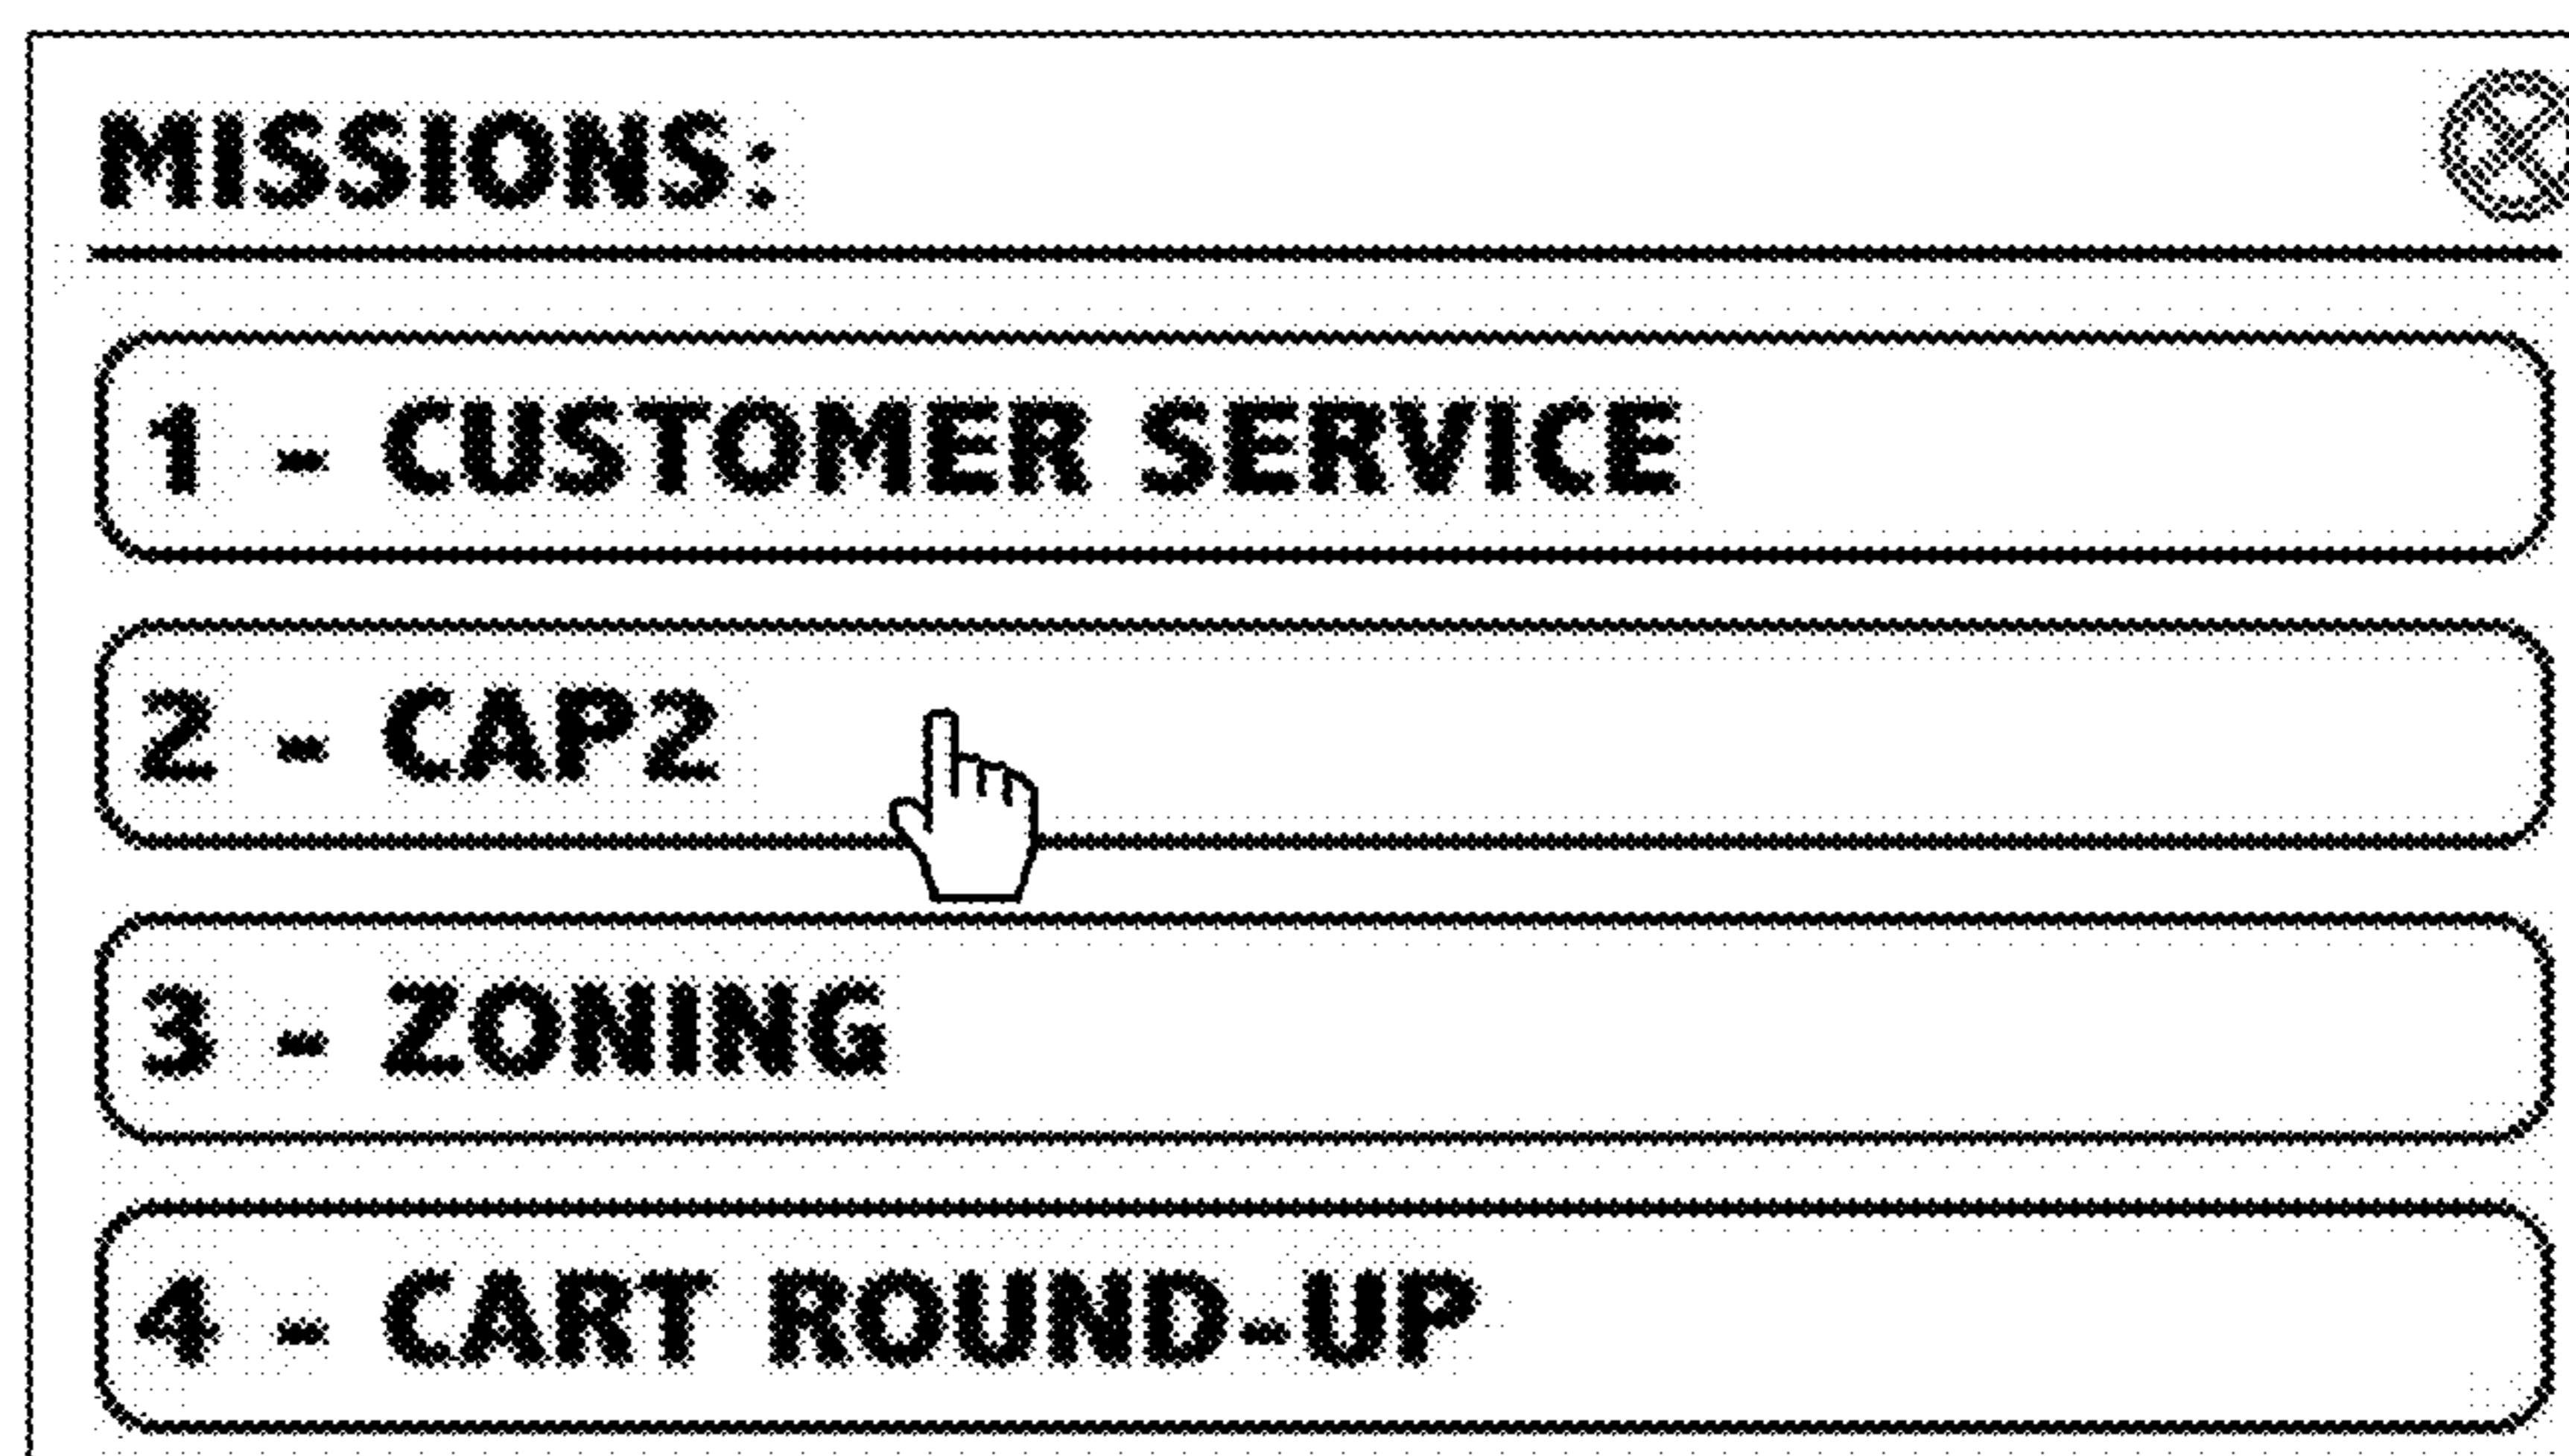 MISSIONS:
1 - CUSTOMER SERVICE
2 - CAP2
3 - ZONING
4 - CART ROUND-UP